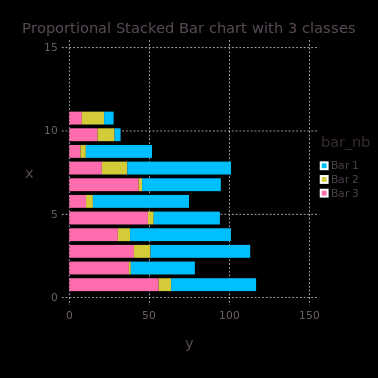 Proportional Stacked Bar chart with 3 classes
15
10
5
0
x
0 50 100 150
y
bar_nb
Bar 1
Bar 2
Bar 3